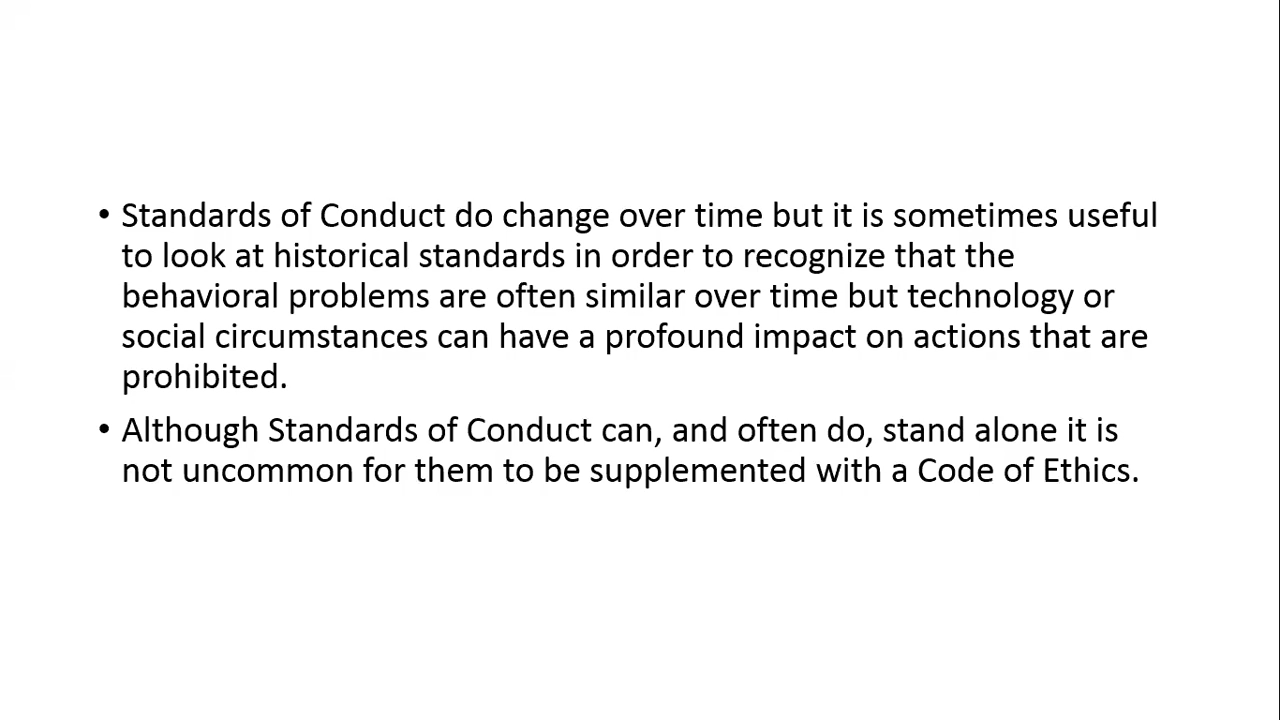 • Standards of Conduct do change over time but it is sometimes useful
to look at historical standards in order to recognize that the
behavioral problems are often similar over time but technology or
social circumstances can have a profound impact on actions that are
prohibited.
• Although Standards of Conduct can, and often do, stand alone it is
not uncommon for them to be supplemented with a Code of Ethics.